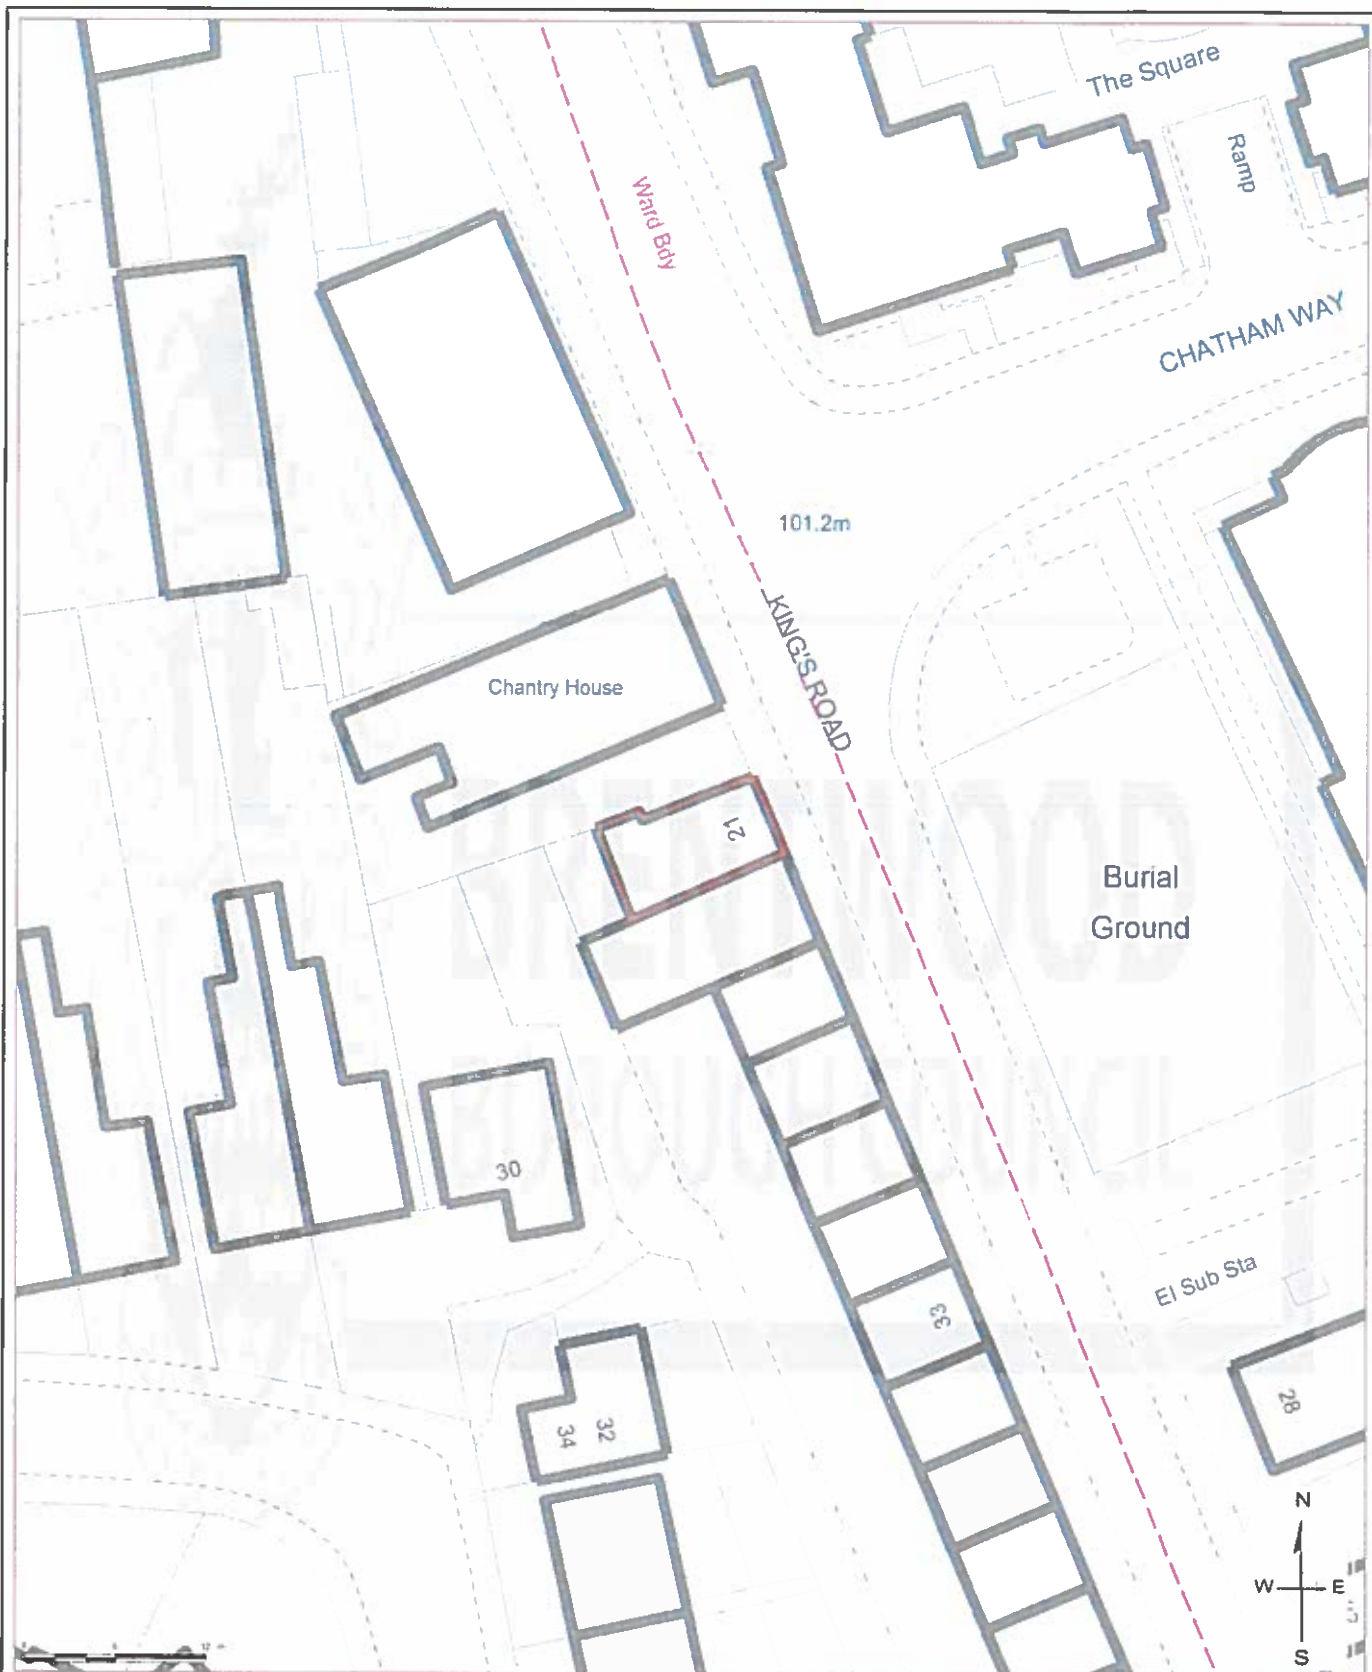 The Square
Ramp
Ward Bdy
CHATHAM WAY
101.2m
KING'S ROAD
Chantry House
21
BRENTWOOD
Burial
Ground
BOROUGH COUNCIL
30
El Sub Sta
33
28
34
32
N
W
E
S
12